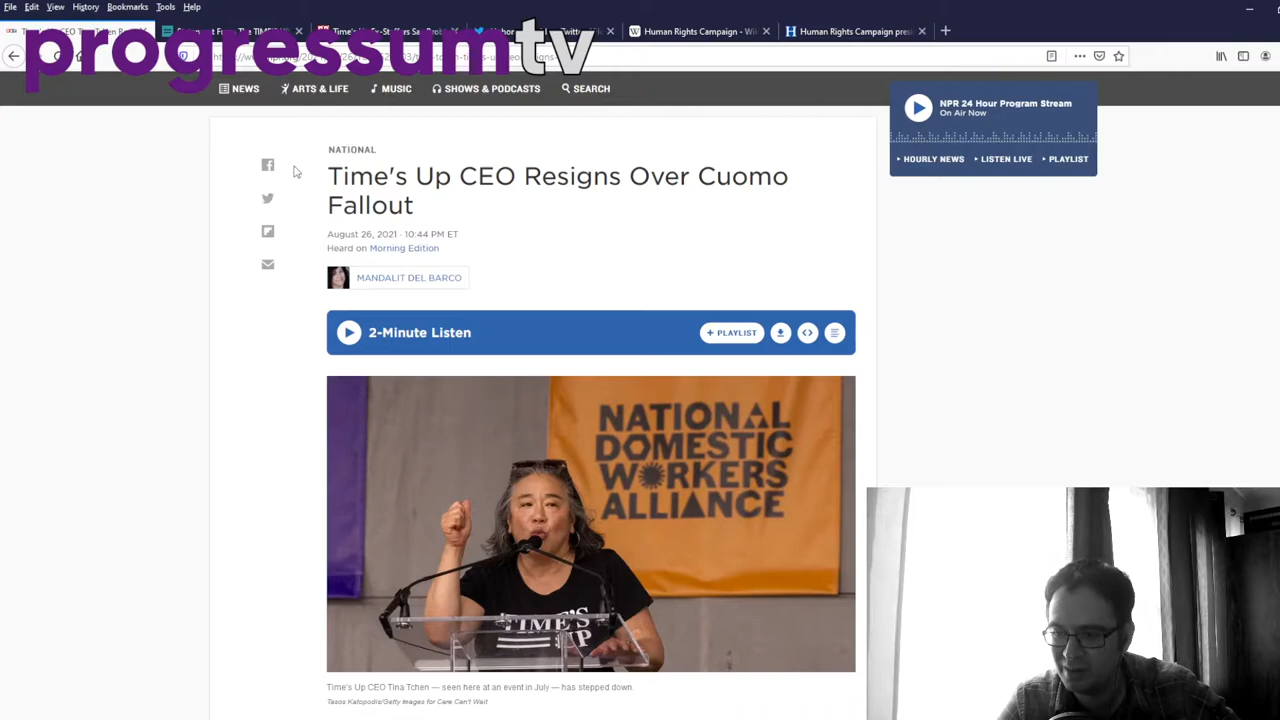 File Edit View History Bookmarks Tools Help
Human Rights Campaign - Wi
Human Rights Campaign pres
progressumtv
NEWS ARTS & LIFE MUSIC SHOWS & PODCASTS SEARCH
NPR 24 Hour Program Stream
On Air Now
HOURLY NEWS LISTEN LIVE PLAYLIST
NATIONAL
Time's Up CEO Resigns Over Cuomo
Fallout
August 26, 2021 · 10:44 PM ET
Heard on Morning Edition
MANDALIT DEL BARCO
2-Minute Listen
+ PLAYLIST
NATIONAL
DOMESTIC
WORKERS
ALLIANCE
TIME'S
UP
Time's Up CEO Tina Tchen — seen here at an event in July — has stepped down.
Tasos Katopodis/Getty Images for Care Can't Wait